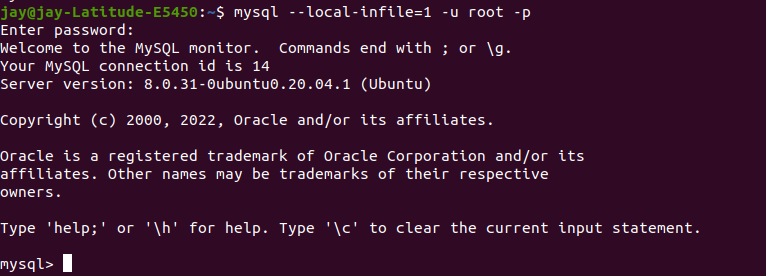 jay@jay-Latitude-E5450:~$ mysql --local-infile=1 -u root -p
Enter password:
Welcome to the MySQL monitor.  Commands end with ; or \g.
Your MySQL connection id is 14
Server version: 8.0.31-0ubuntu0.20.04.1 (Ubuntu)

Copyright (c) 2000, 2022, Oracle and/or its affiliates.

Oracle is a registered trademark of Oracle Corporation and/or its
affiliates. Other names may be trademarks of their respective
owners.

Type 'help;' or '\h' for help. Type '\c' to clear the current input statement.

mysql>